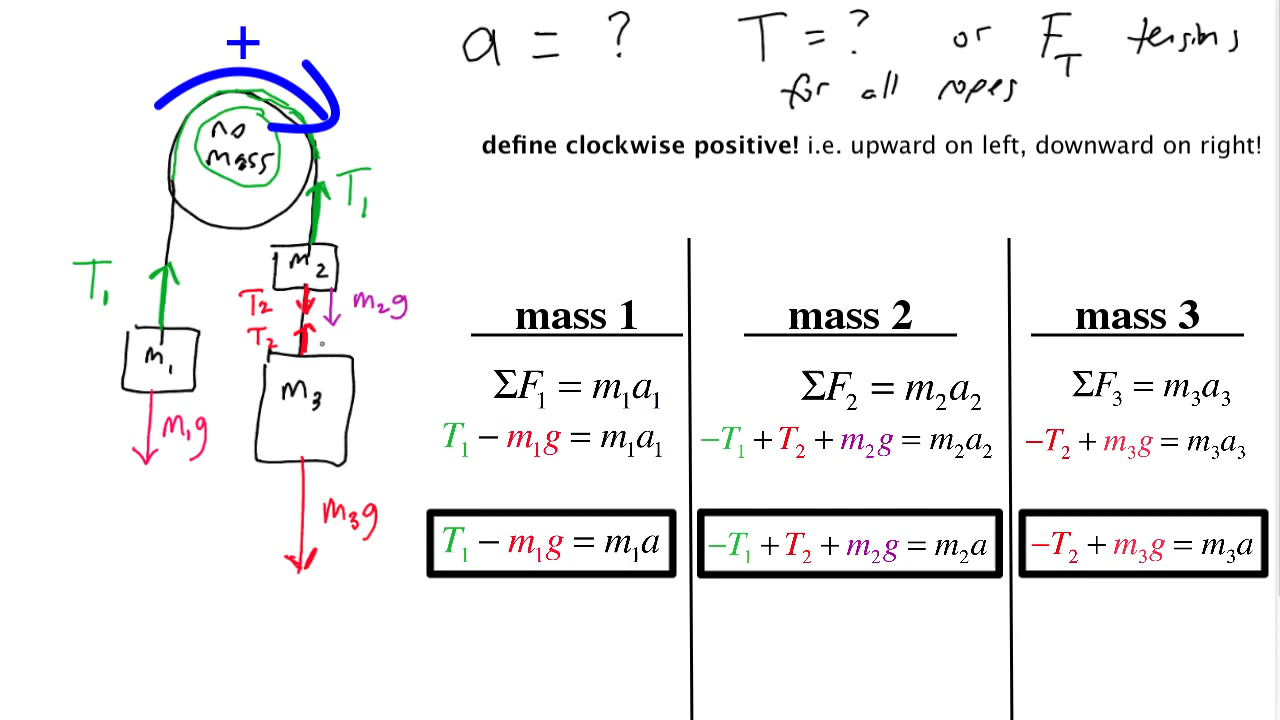 +
a = ?
T = ? or F_T tensions
for all ropes
define clockwise positive! i.e. upward on left, downward on right!
no
mass
T₁
T₁
m₂
T₂
m₂g
T₂
m₁
m₃
m₁g
m₃g
mass 1
ΣF₁ = m₁a₁
T₁ − m₁g = m₁a₁
T₁ − m₁g = m₁a
mass 2
ΣF₂ = m₂a₂
−T₁ + T₂ + m₂g = m₂a₂
−T₁ + T₂ + m₂g = m₂a
mass 3
ΣF₃ = m₃a₃
−T₂ + m₃g = m₃a₃
−T₂ + m₃g = m₃a